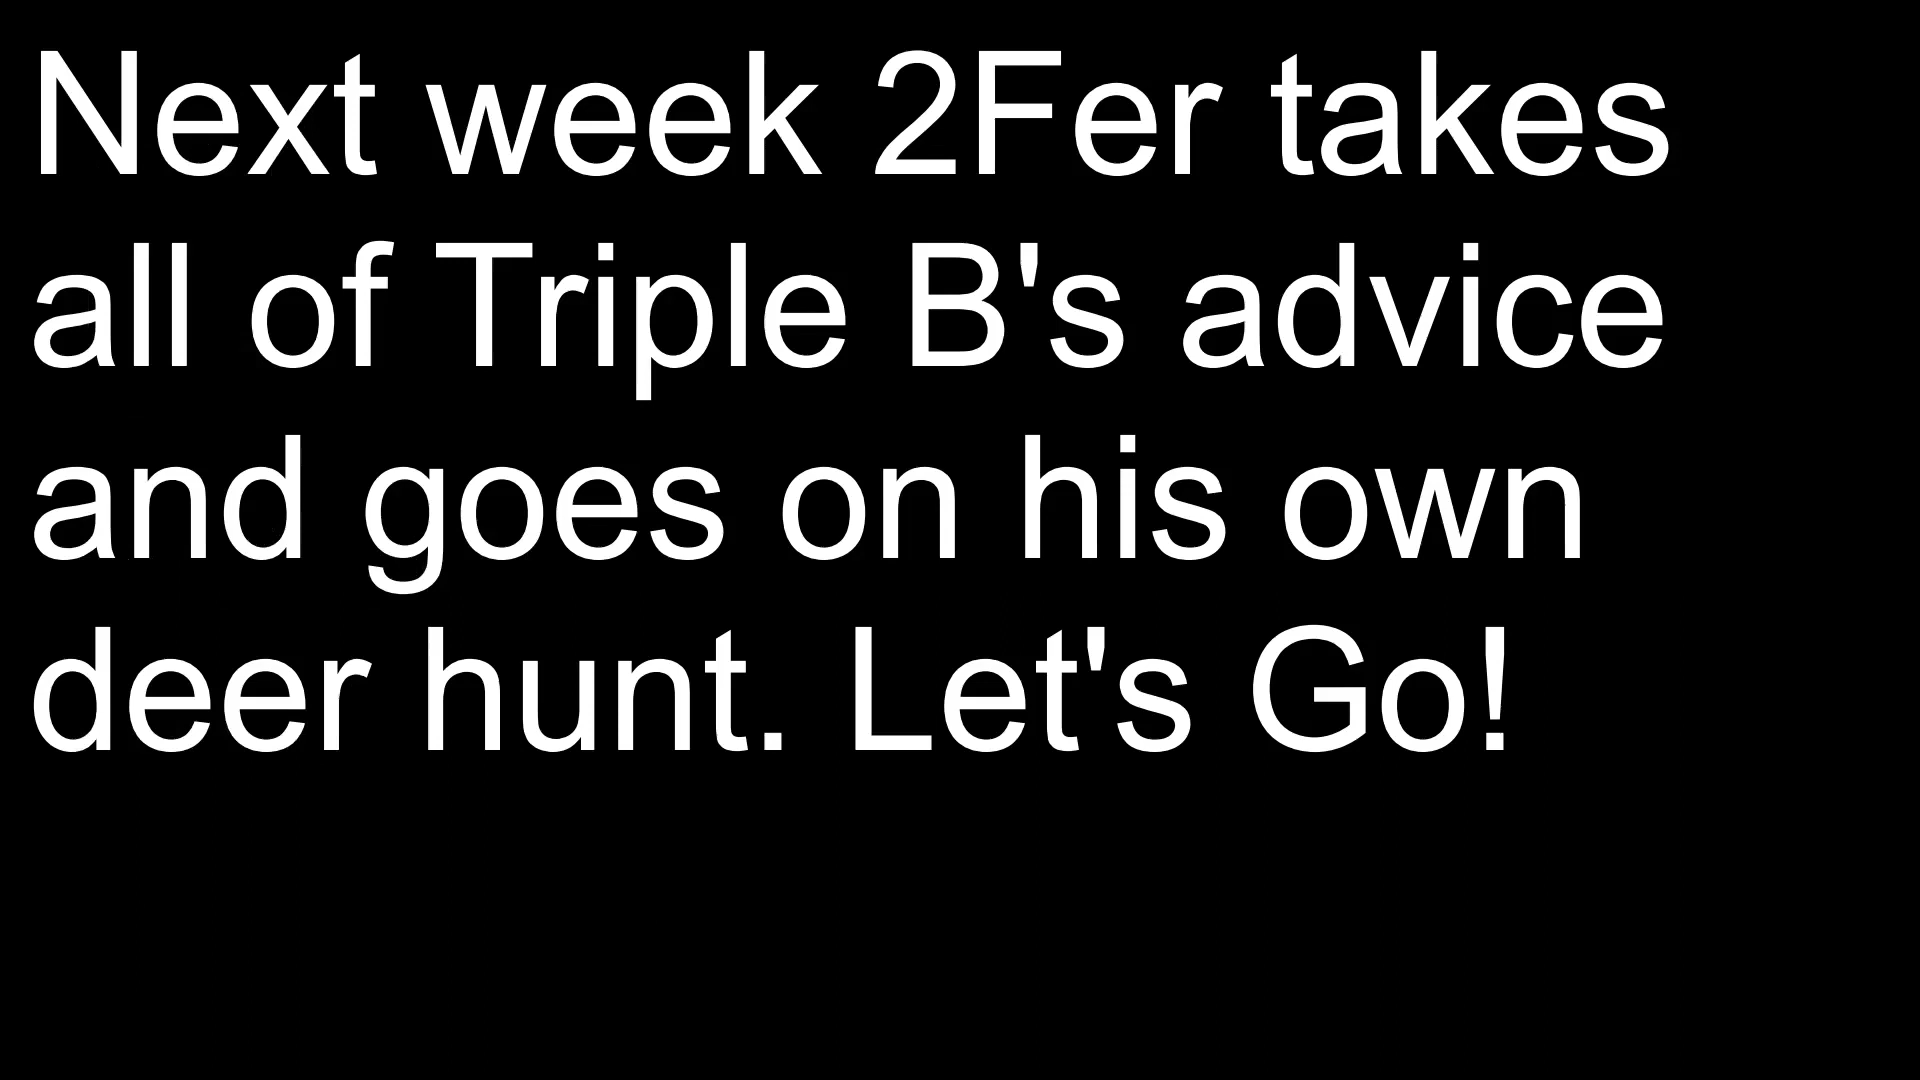 Next week 2Fer takes
all of Triple B's advice
and goes on his own
deer hunt. Let's Go!